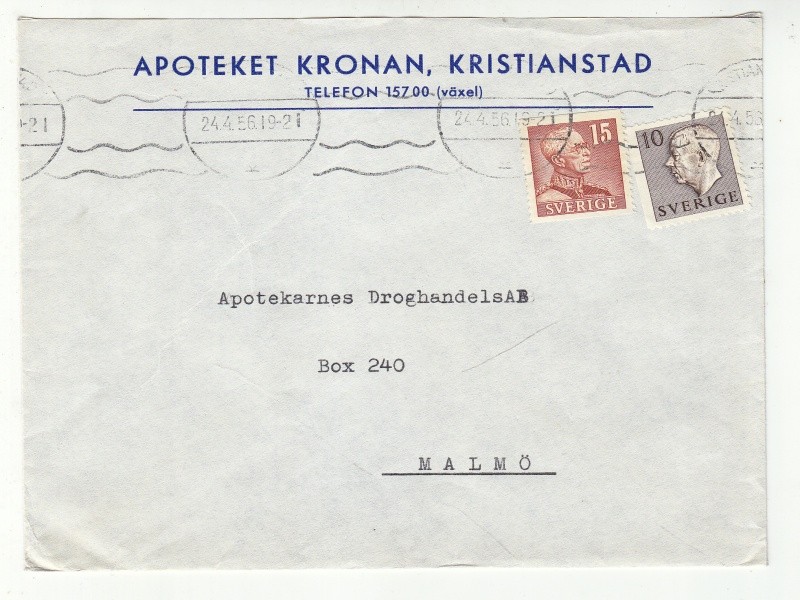 APOTEKET KRONAN, KRISTIANSTAD
TELEFON 157 00 (växel)
24.4.56.19-21
24.4.56.19-21
15
SVERIGE
10
SVERIGE
Apotekarnes DroghandelsAB
Box 240
MALMÖ